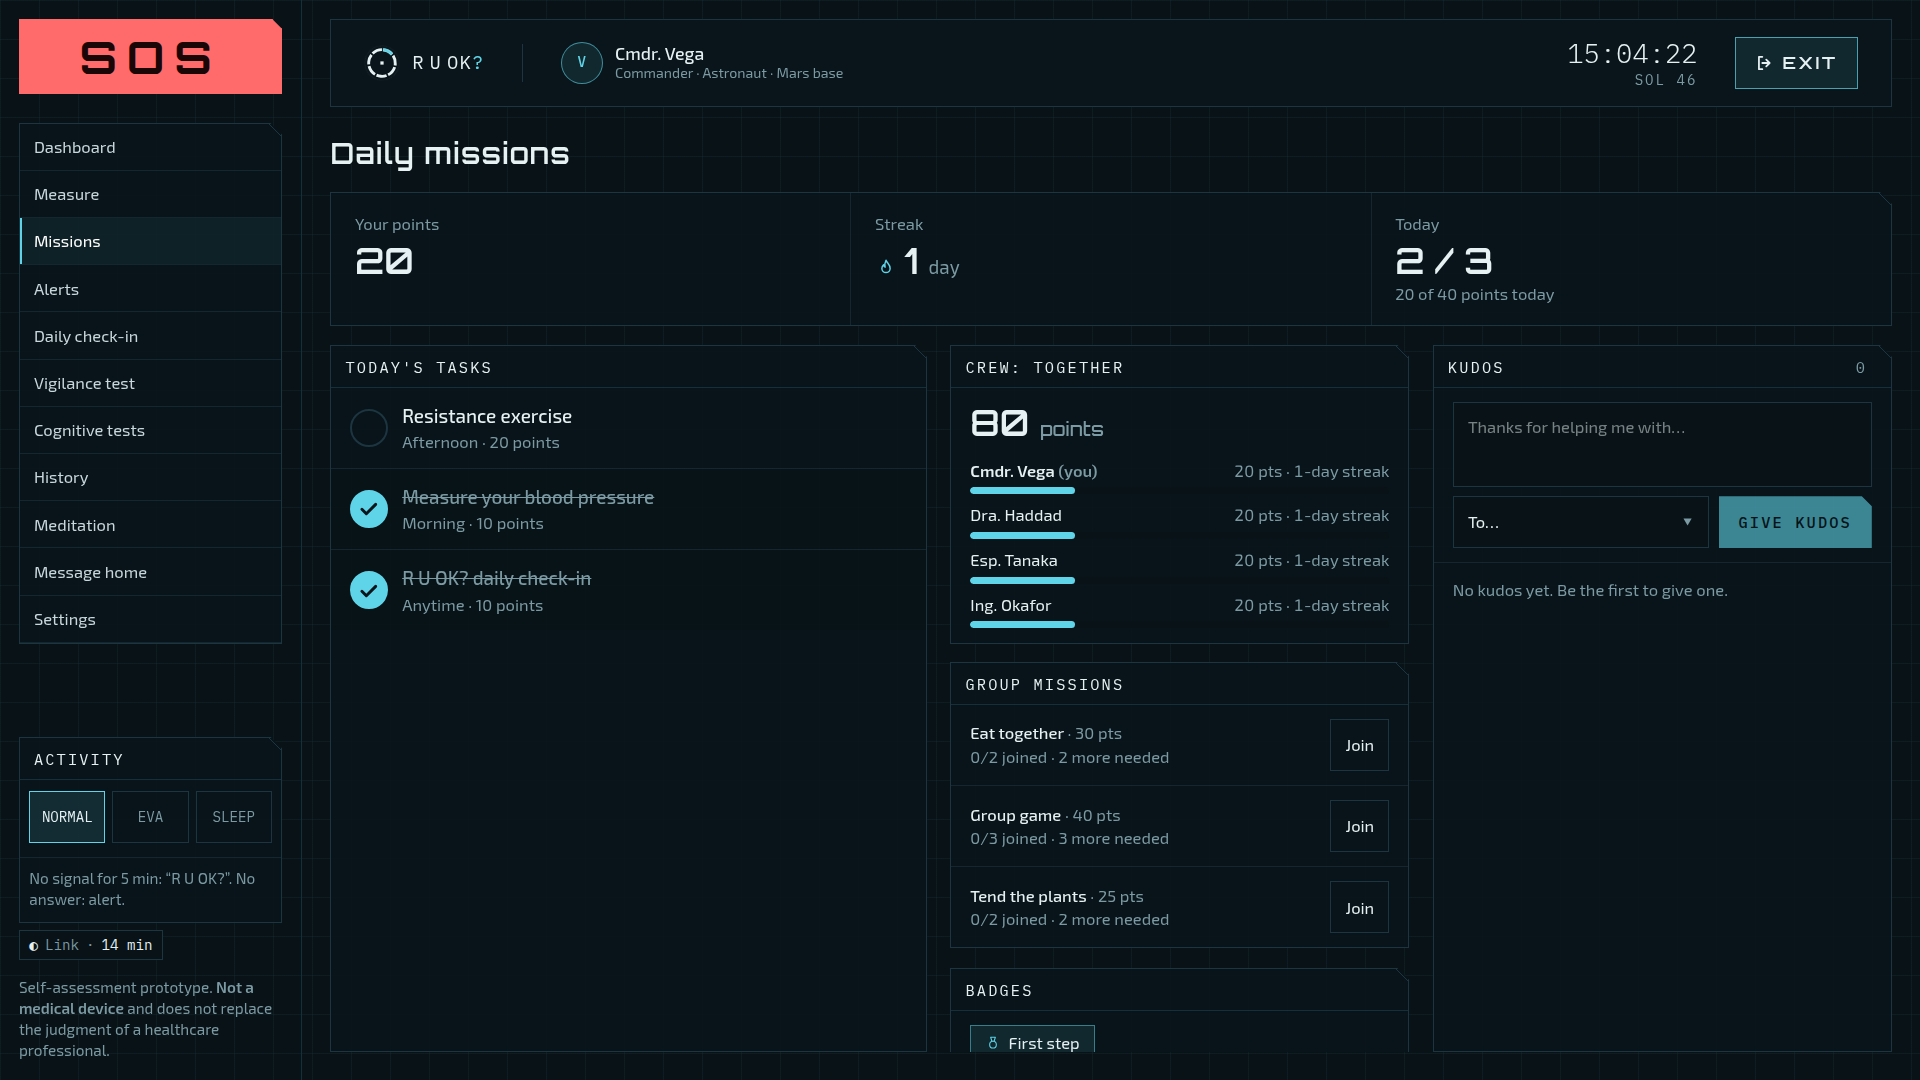 SOS
Dashboard
Measure
Missions
Alerts
Daily check-in
Vigilance test
Cognitive tests
History
Meditation
Message home
Settings
ACTIVITY
NORMAL
EVA
SLEEP
No signal for 5 min: “R U OK?”. No
answer: alert.
Link · 14 min
Self-assessment prototype. Not a
medical device and does not replace
the judgment of a healthcare
professional.
R U OK?
V
Cmdr. Vega
Commander · Astronaut · Mars base
15:04:22
SOL 46
EXIT
Daily missions
Your points
20
Streak
1 day
Today
2 / 3
20 of 40 points today
TODAY'S TASKS
Resistance exercise
Afternoon · 20 points
Measure your blood pressure
Morning · 10 points
R U OK? daily check-in
Anytime · 10 points
CREW: TOGETHER
80 points
Cmdr. Vega (you) 20 pts · 1-day streak
Dra. Haddad 20 pts · 1-day streak
Esp. Tanaka 20 pts · 1-day streak
Ing. Okafor 20 pts · 1-day streak
GROUP MISSIONS
Eat together · 30 pts
0/2 joined · 2 more needed
Join
Group game · 40 pts
0/3 joined · 3 more needed
Join
Tend the plants · 25 pts
0/2 joined · 2 more needed
Join
BADGES
First step
KUDOS 0
Thanks for helping me with…
To…
GIVE KUDOS
No kudos yet. Be the first to give one.